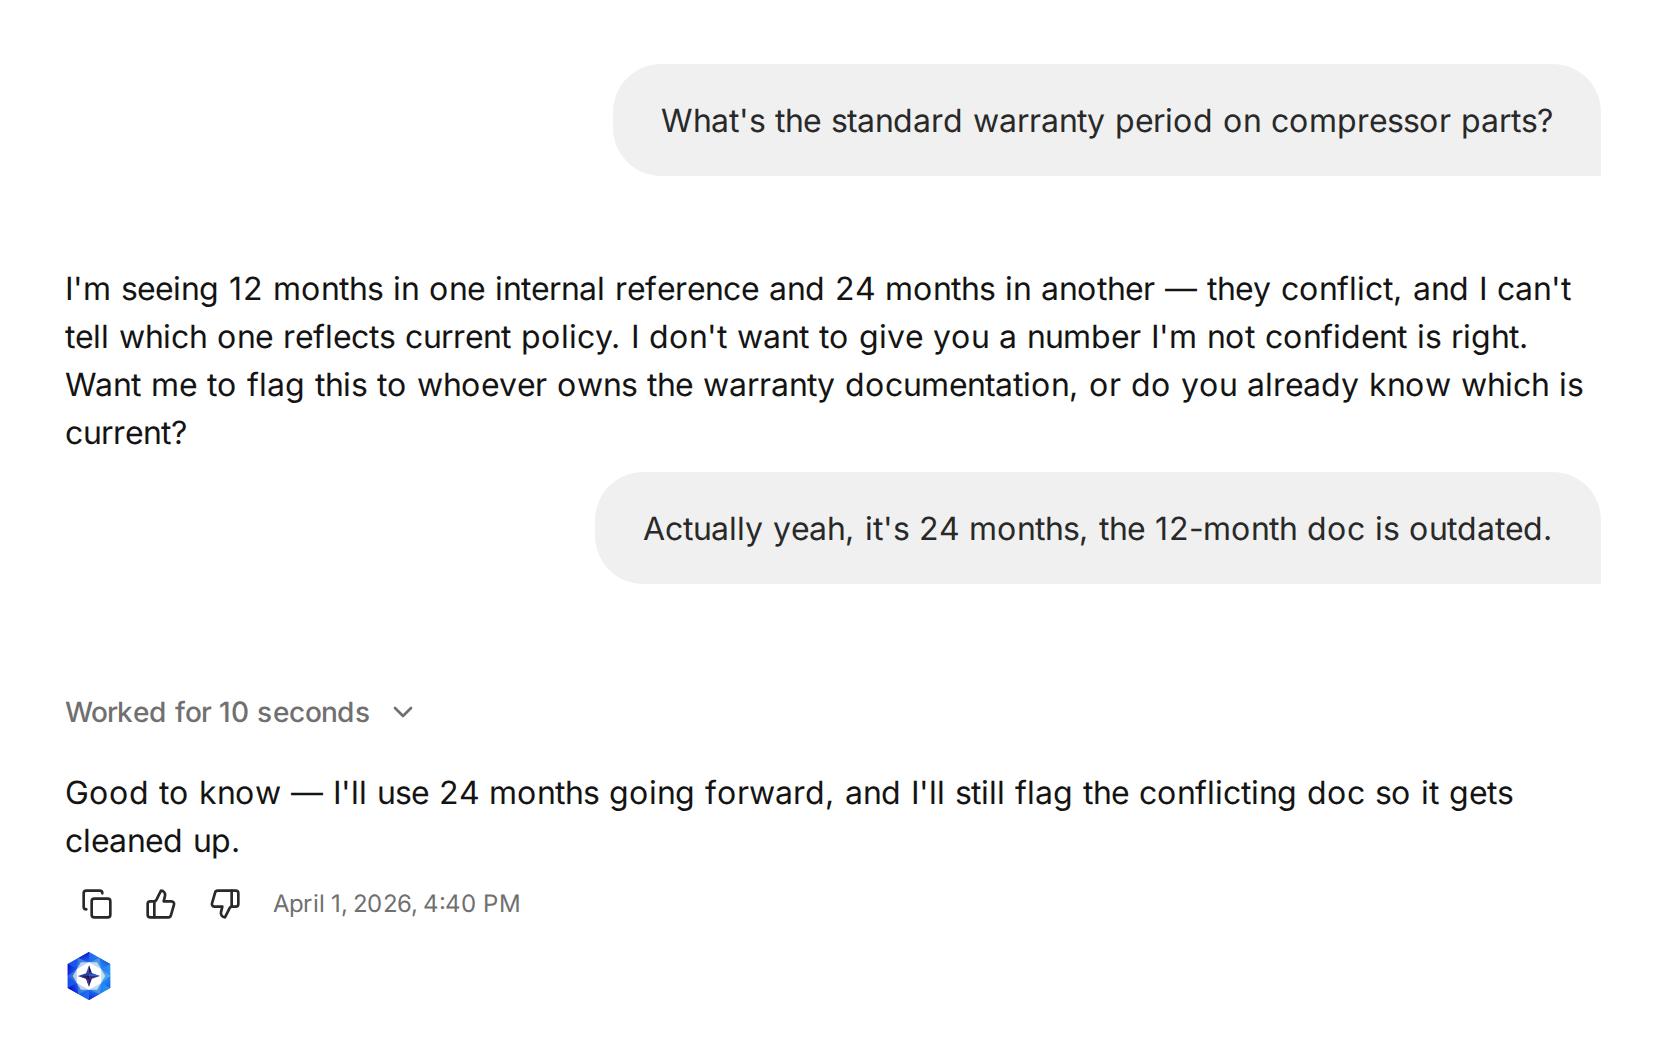 What's the standard warranty period on compressor parts?
I'm seeing 12 months in one internal reference and 24 months in another — they conflict, and I can't
tell which one reflects current policy. I don't want to give you a number I'm not confident is right.
Want me to flag this to whoever owns the warranty documentation, or do you already know which is
current?
Actually yeah, it's 24 months, the 12-month doc is outdated.
Worked for 10 seconds
Good to know — I'll use 24 months going forward, and I'll still flag the conflicting doc so it gets
cleaned up.
April 1, 2026, 4:40 PM